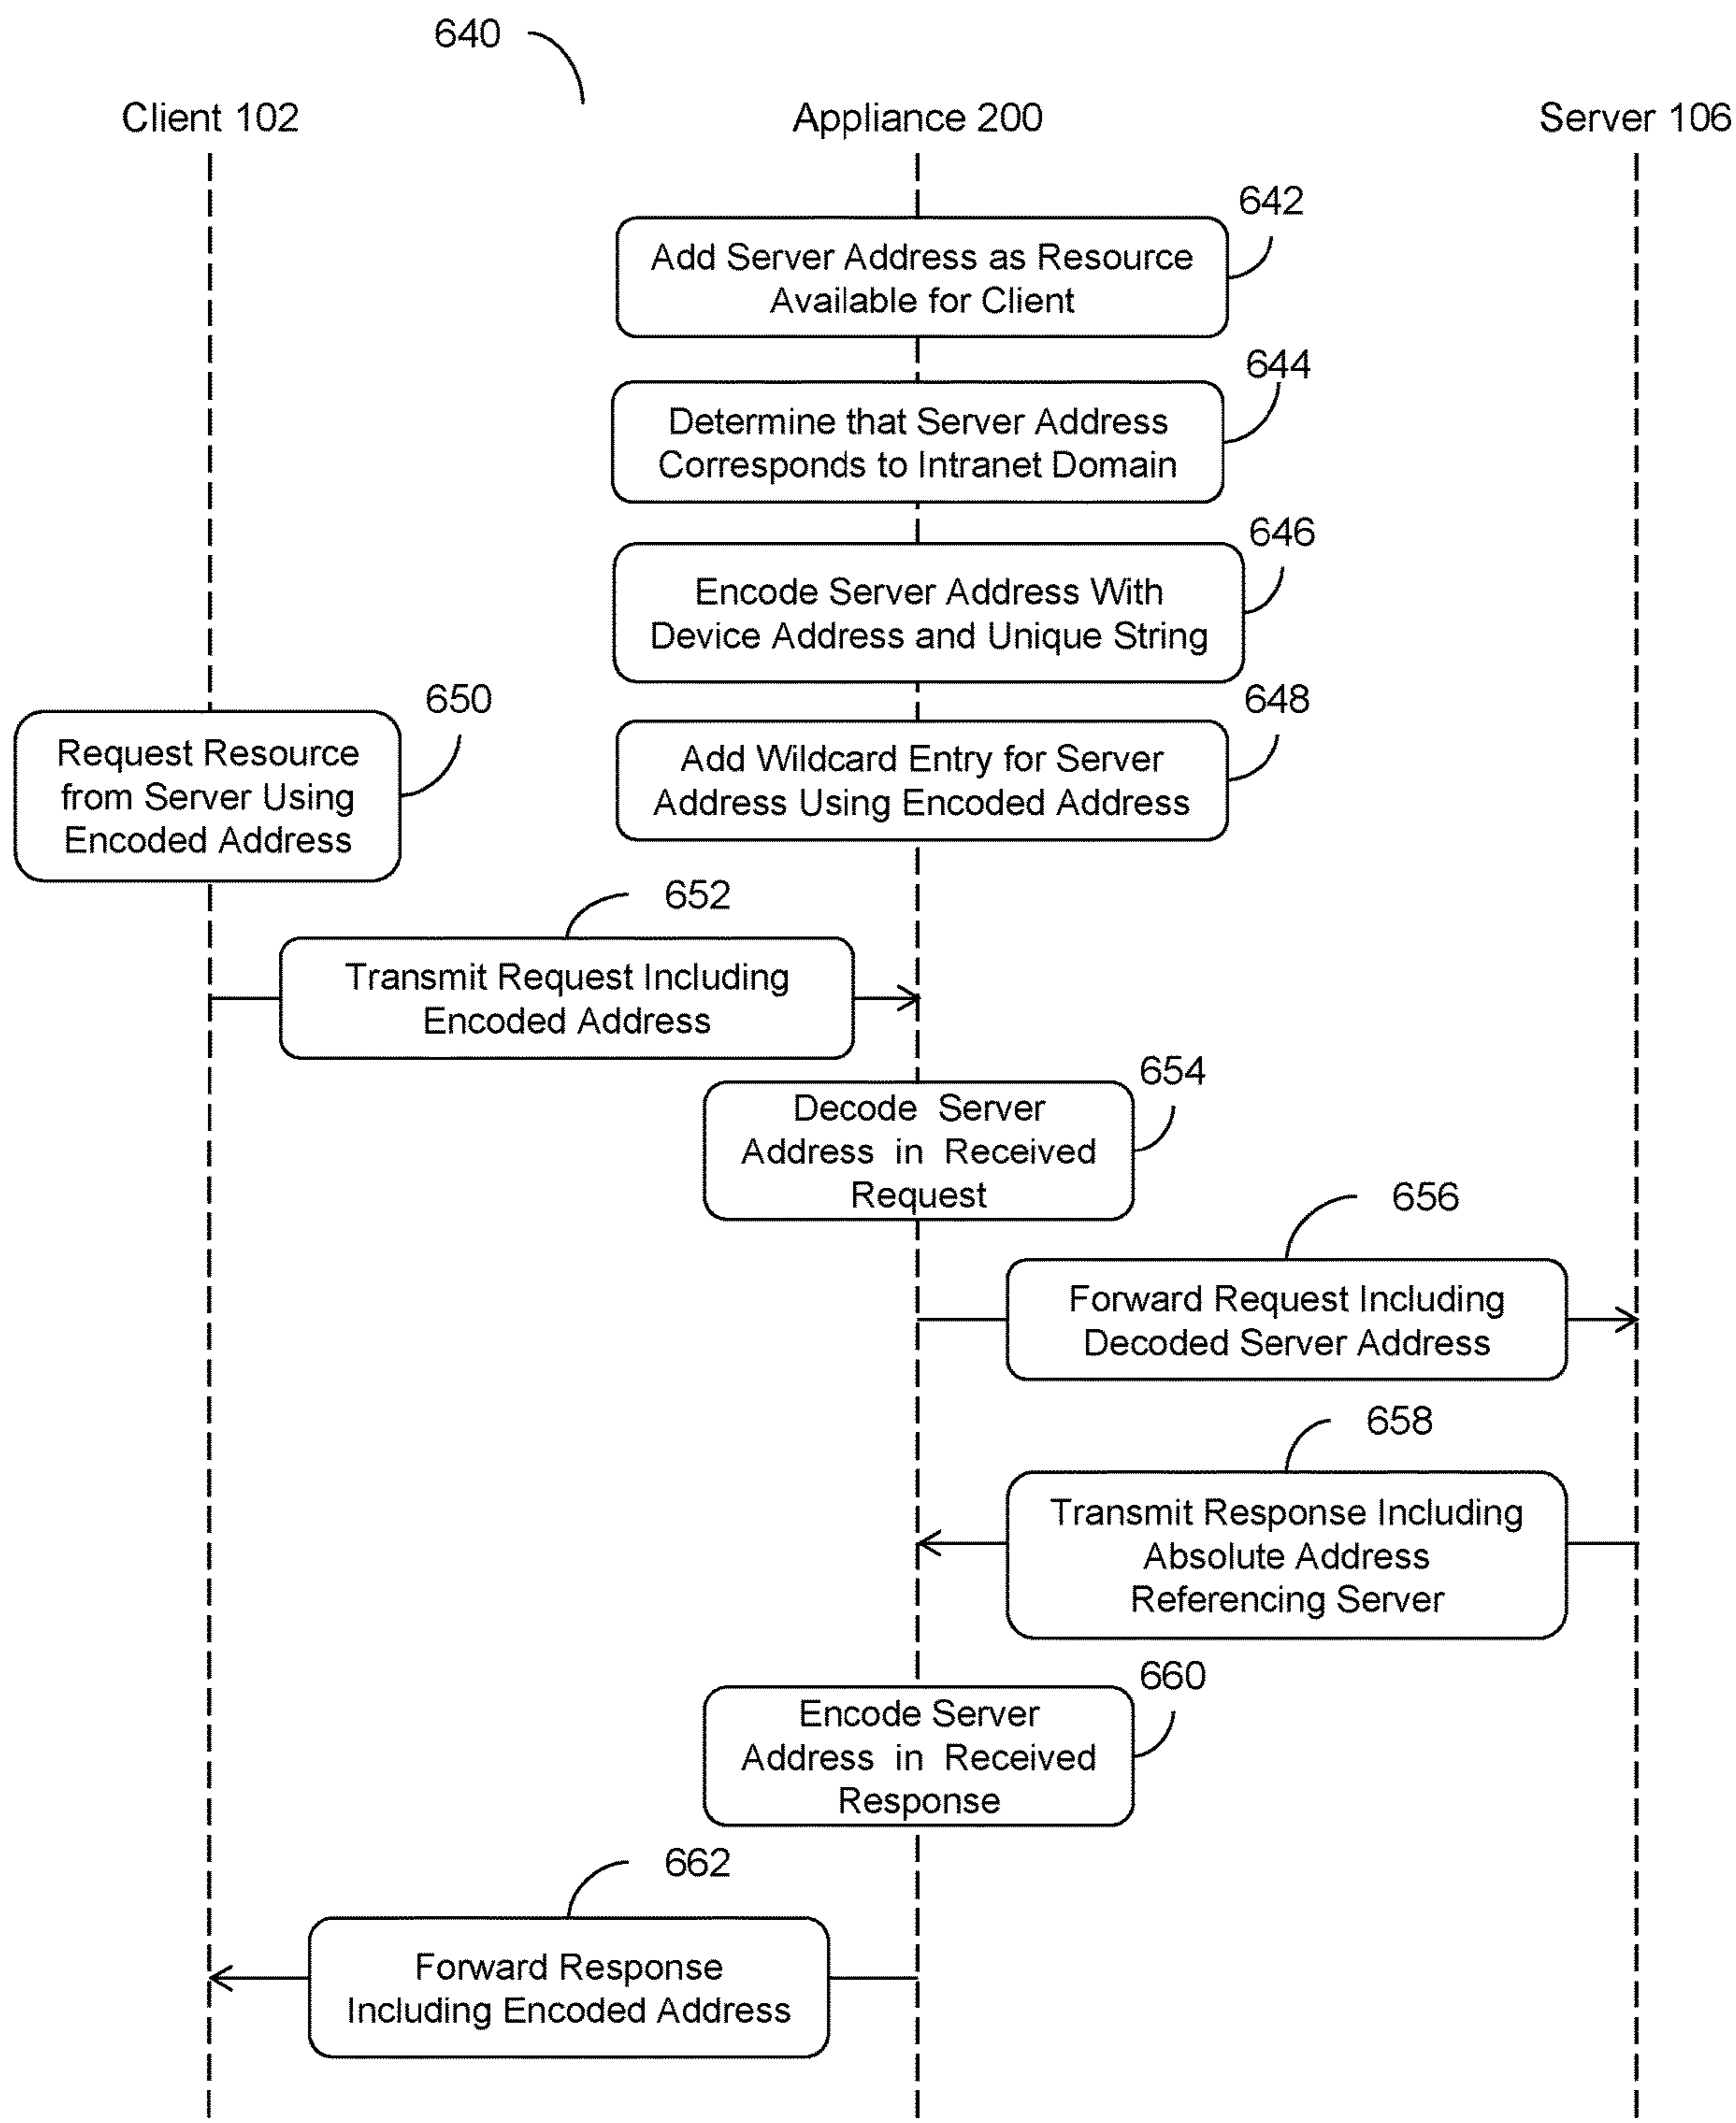 640
Client 102
Appliance 200
Server 106
642
Add Server Address as Resource
Available for Client
644
Determine that Server Address
Corresponds to Intranet Domain
646
Encode Server Address With
Device Address and Unique String
648
Add Wildcard Entry for Server
Address Using Encoded Address
650
Request Resource
from Server Using
Encoded Address
652
Transmit Request Including
Encoded Address
654
Decode Server
Address in Received
Request
656
Forward Request Including
Decoded Server Address
658
Transmit Response Including
Absolute Address
Referencing Server
660
Encode Server
Address in Received
Response
662
Forward Response
Including Encoded Address